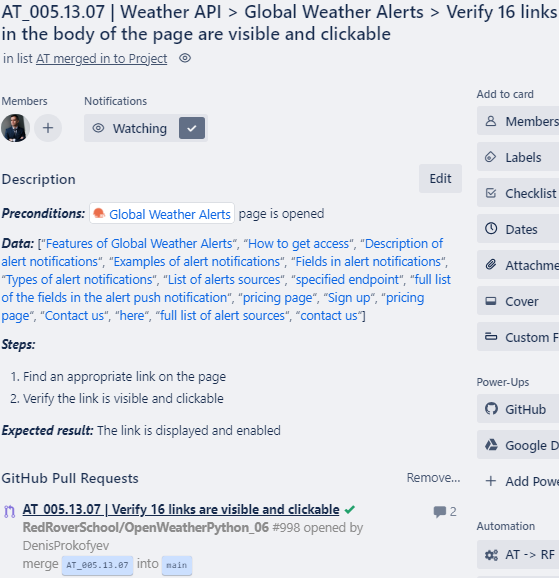 AT_005.13.07 | Weather API > Global Weather Alerts > Verify 16 links
in the body of the page are visible and clickable
in list AT merged in to Project
Members
Notifications
Watching
Description
Edit
Preconditions: Global Weather Alerts page is opened
Data: ["Features of Global Weather Alerts", "How to get access", "Description of
alert notifications", "Examples of alert notifications", "Fields in alert notifications",
"Types of alert notifications", "List of alerts sources", "specified endpoint", "full list
of the fields in the alert push notification", "pricing page", "Sign up", "pricing
page", "Contact us", "here", "full list of alert sources", "contact us"]
Steps:
1. Find an appropriate link on the page
2. Verify the link is visible and clickable
Expected result: The link is displayed and enabled
GitHub Pull Requests
Remove...
AT_005.13.07 | Verify 16 links are visible and clickable
2
RedRoverSchool/OpenWeatherPython_06 #998 opened by
DenisProkofyev
merge AT_005.13.07 into main
Add to card
Members
Labels
Checklist
Dates
Attachme
Cover
Custom F
Power-Ups
GitHub
Google D
Add Powe
Automation
AT -> RF